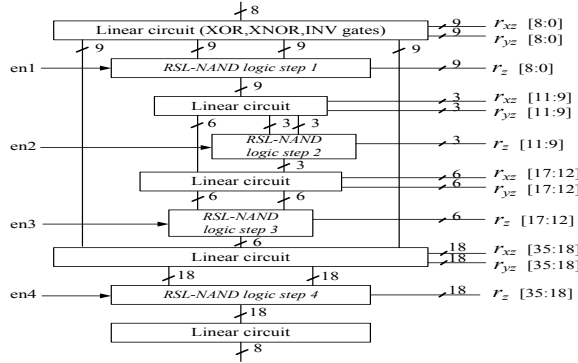 8
Linear circuit (XOR,XNOR,INV gates)
9 r_xz [8:0]
9 r_yz [8:0]
9 9 9 9
en1 RSL-NAND logic step 1 9 r_z [8:0]
9
Linear circuit
3 r_xz [11:9]
3 r_yz [11:9]
6 3 3
en2 RSL-NAND
logic step 2
3 r_z [11:9]
3
Linear circuit
6 r_xz [17:12]
6 r_yz [17:12]
6 6
en3 RSL-NAND
logic step 3
6 r_z [17:12]
6
Linear circuit
18 r_xz [35:18]
18 r_yz [35:18]
18 18
en4 RSL-NAND logic step 4 18 r_z [35:18]
18
Linear circuit
8